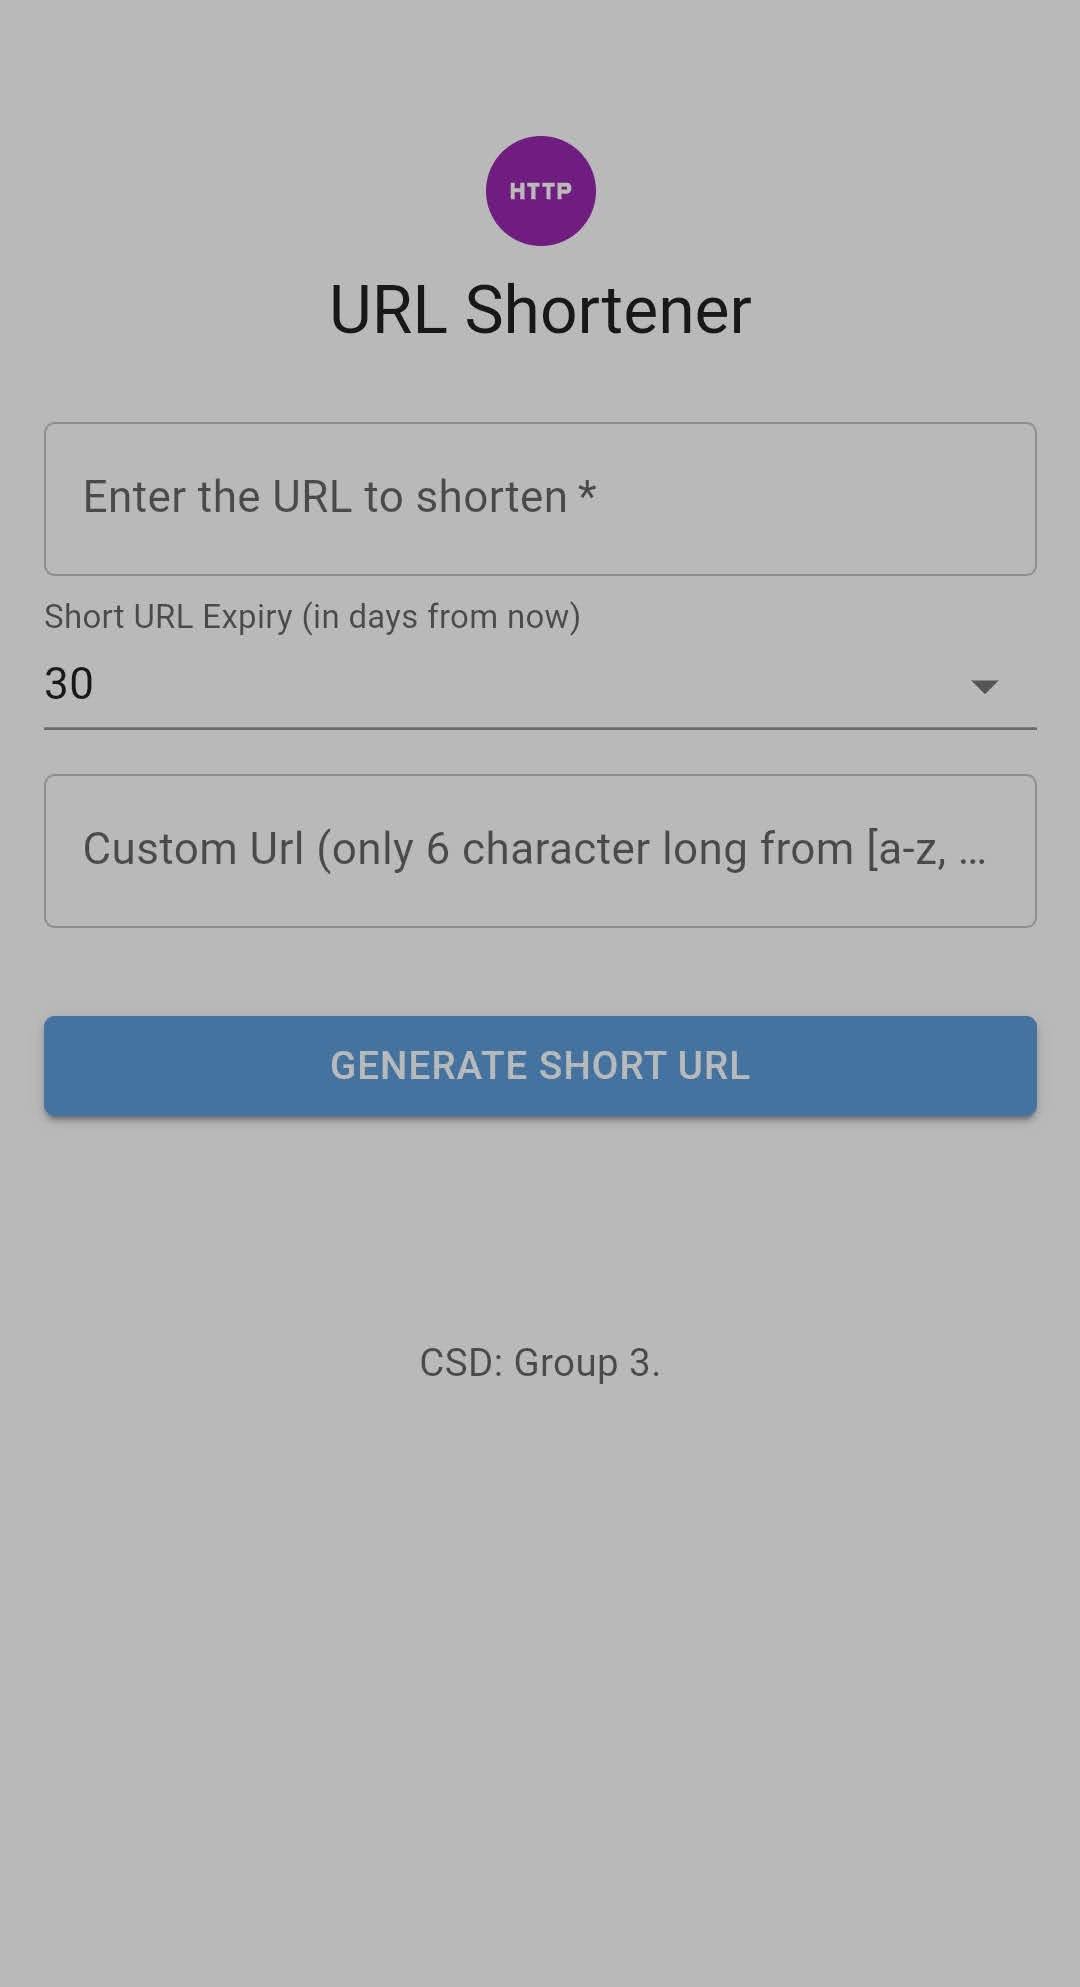 HTTP
URL Shortener
Enter the URL to shorten *
Short URL Expiry (in days from now)
30
Custom Url (only 6 character long from [a-z, ...
GENERATE SHORT URL
CSD: Group 3.